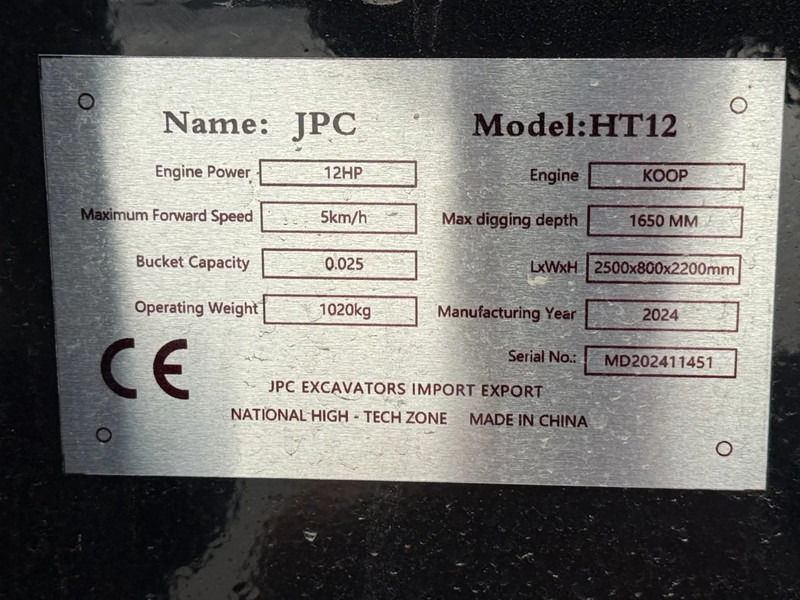 Name: JPC Model:HT12
Engine Power 12HP Engine KOOP
Maximum Forward Speed 5km/h Max digging depth 1650 MM
Bucket Capacity 0.025 LxWxH 2500x800x2200mm
Operating Weight 1020kg Manufacturing Year 2024
Serial No.: MD202411451
CE
JPC EXCAVATORS IMPORT EXPORT
NATIONAL HIGH - TECH ZONE MADE IN CHINA